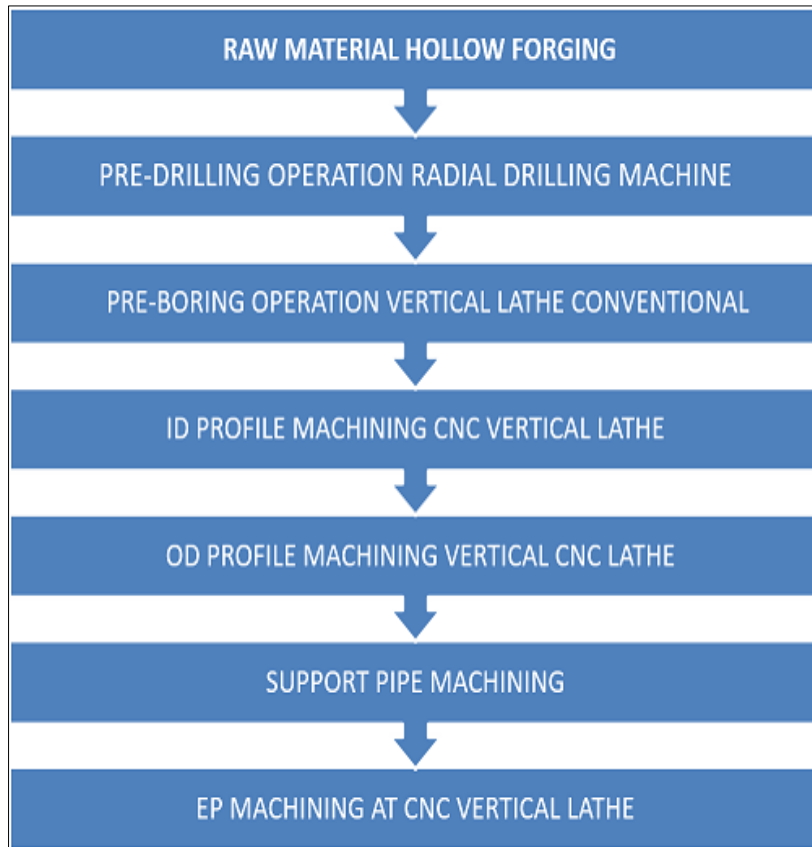 RAW MATERIAL HOLLOW FORGING
PRE-DRILLING OPERATION RADIAL DRILLING MACHINE
PRE-BORING OPERATION VERTICAL LATHE CONVENTIONAL
ID PROFILE MACHINING CNC VERTICAL LATHE
OD PROFILE MACHINING VERTICAL CNC LATHE
SUPPORT PIPE MACHINING
EP MACHINING AT CNC VERTICAL LATHE